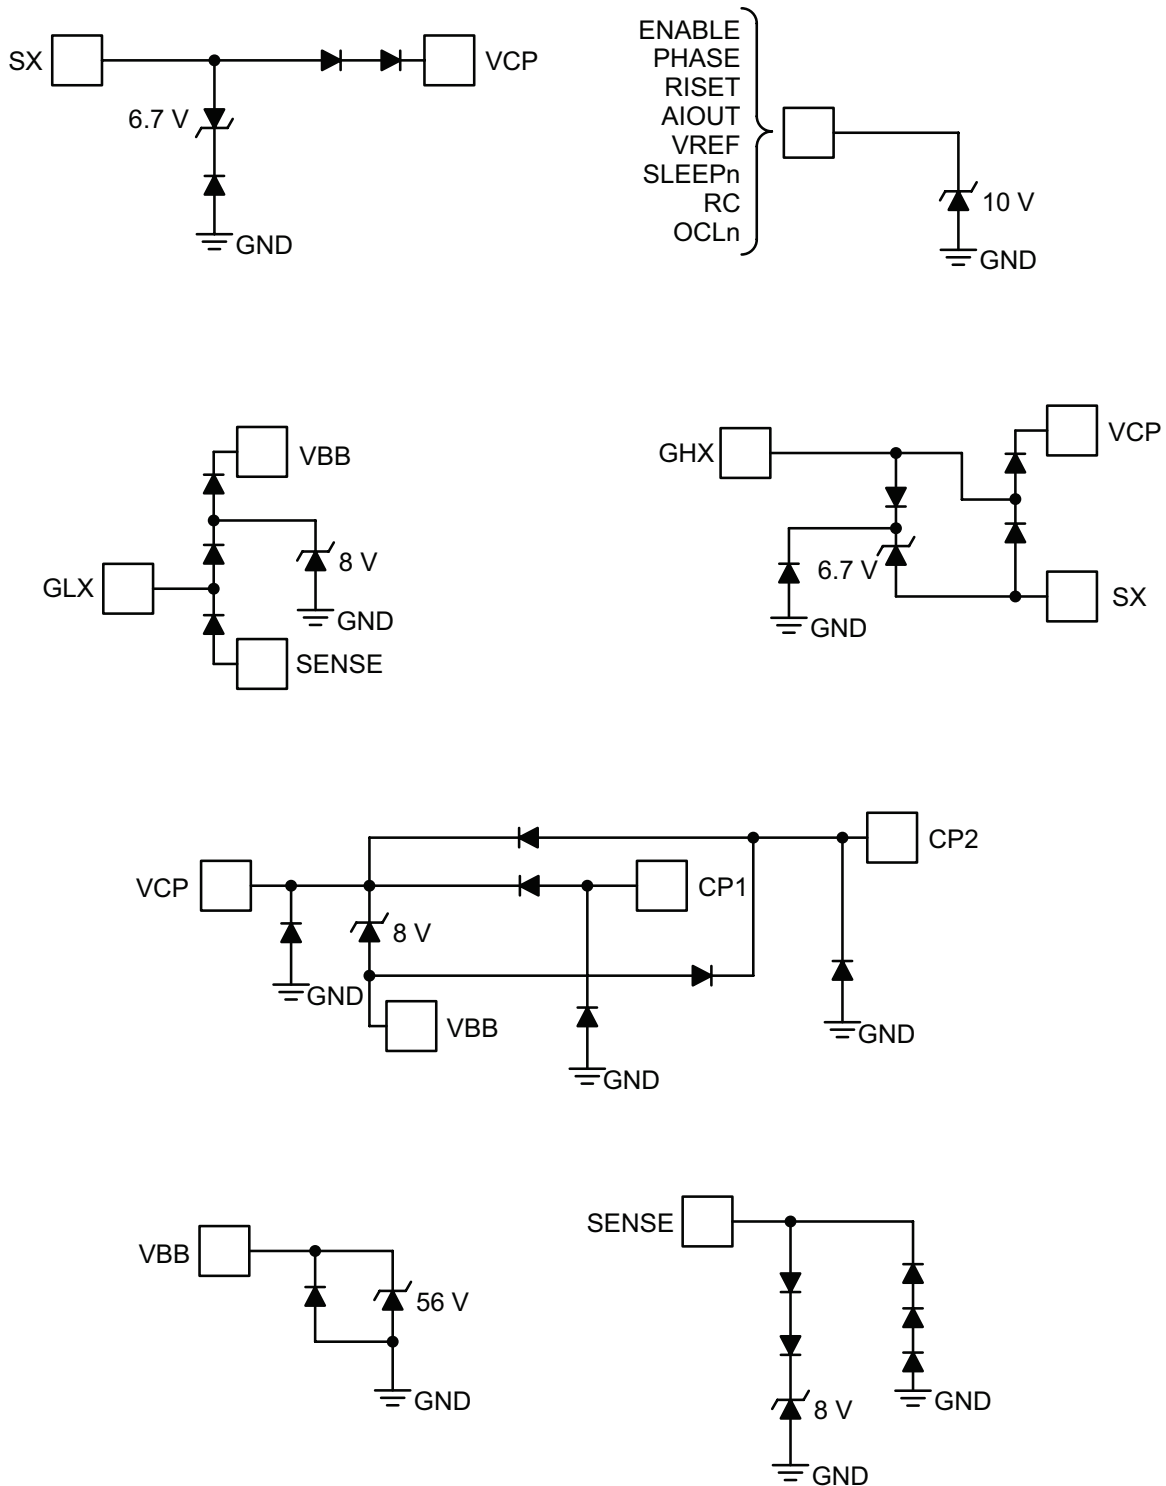 SX
VCP
6.7 V
GND
ENABLE
PHASE
RISET
AIOUT
VREF
SLEEPn
RC
OCLn
10 V
GND
VBB
8 V
GLX
GND
SENSE
GHX
VCP
6.7 V
SX
GND
CP2
VCP
CP1
8 V
GND
VBB
GND
GND
VBB
56 V
GND
SENSE
8 V
GND
GND